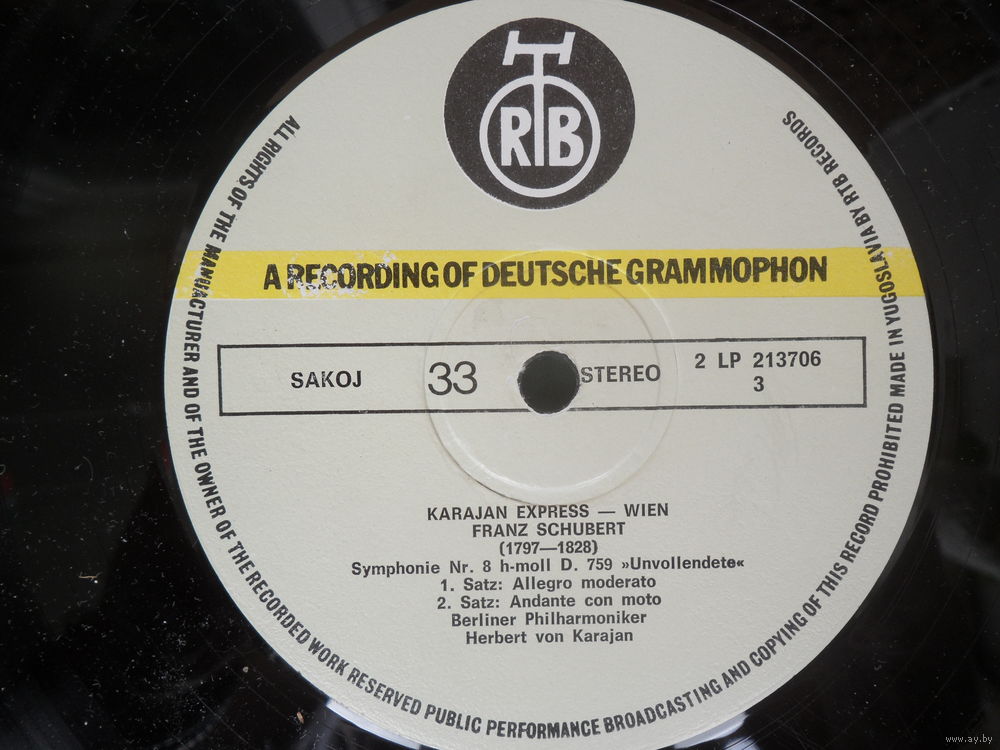 RTB
A RECORDING OF DEUTSCHE GRAMMOPHON
SAKOJ 33 STEREO 2 LP 213706
3
KARAJAN EXPRESS — WIEN
FRANZ SCHUBERT
(1797—1828)
Symphonie Nr. 8 h-moll D. 759 »Unvollendete«
1. Satz: Allegro moderato
2. Satz: Andante con moto
Berliner Philharmoniker
Herbert von Karajan
ALL RIGHTS OF THE MANUFACTURER AND OF THE OWNER OF THE RECORDED WORK RESERVED PUBLIC PERFORMANCE BROADCASTING AND COPYING OF THIS RECORD PROHIBITED MADE IN YUGOSLAVIA BY RTB RECORDS
www.ay.by